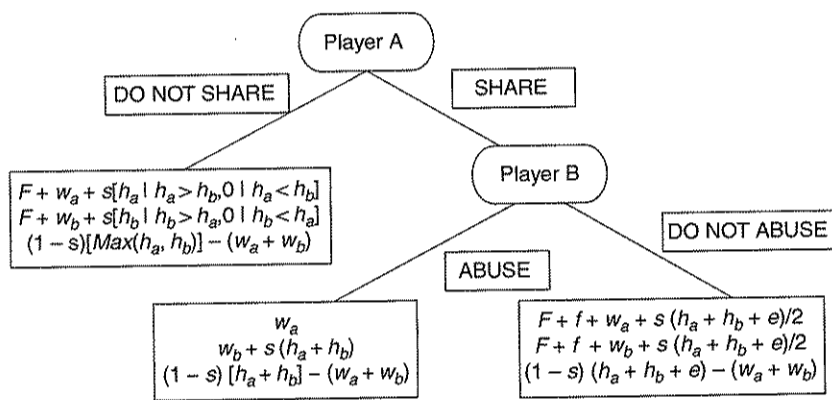 Player A
DO NOT SHARE
SHARE
F + w_a + s[h_a | h_a > h_b, 0 | h_a < h_b]
F + w_b + s[h_b | h_b > h_a, 0 | h_b < h_a]
(1 – s)[Max(h_a, h_b)] – (w_a + w_b)
Player B
ABUSE
DO NOT ABUSE
w_a
w_b + s (h_a + h_b)
(1 – s) [h_a + h_b] – (w_a + w_b)
F + f + w_a + s (h_a + h_b + e)/2
F + f + w_b + s (h_a + h_b + e)/2
(1 – s) (h_a + h_b + e) – (w_a + w_b)